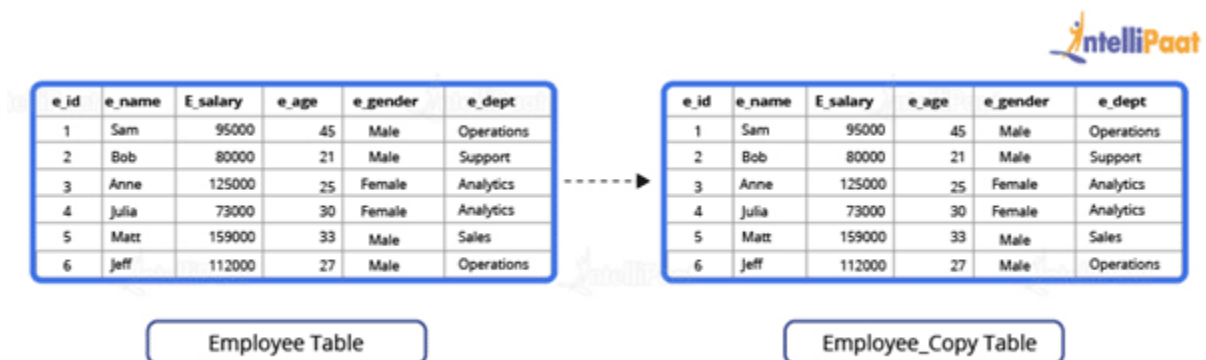 intelliPaat
e_id e_name E_salary e_age e_gender e_dept
1 Sam 95000 45 Male Operations
2 Bob 80000 21 Male Support
3 Anne 125000 25 Female Analytics
4 Julia 73000 30 Female Analytics
5 Matt 159000 33 Male Sales
6 Jeff 112000 27 Male Operations
Employee Table
e_id e_name E_salary e_age e_gender e_dept
1 Sam 95000 45 Male Operations
2 Bob 80000 21 Male Support
3 Anne 125000 25 Female Analytics
4 Julia 73000 30 Female Analytics
5 Matt 159000 33 Male Sales
6 Jeff 112000 27 Male Operations
Employee_Copy Table